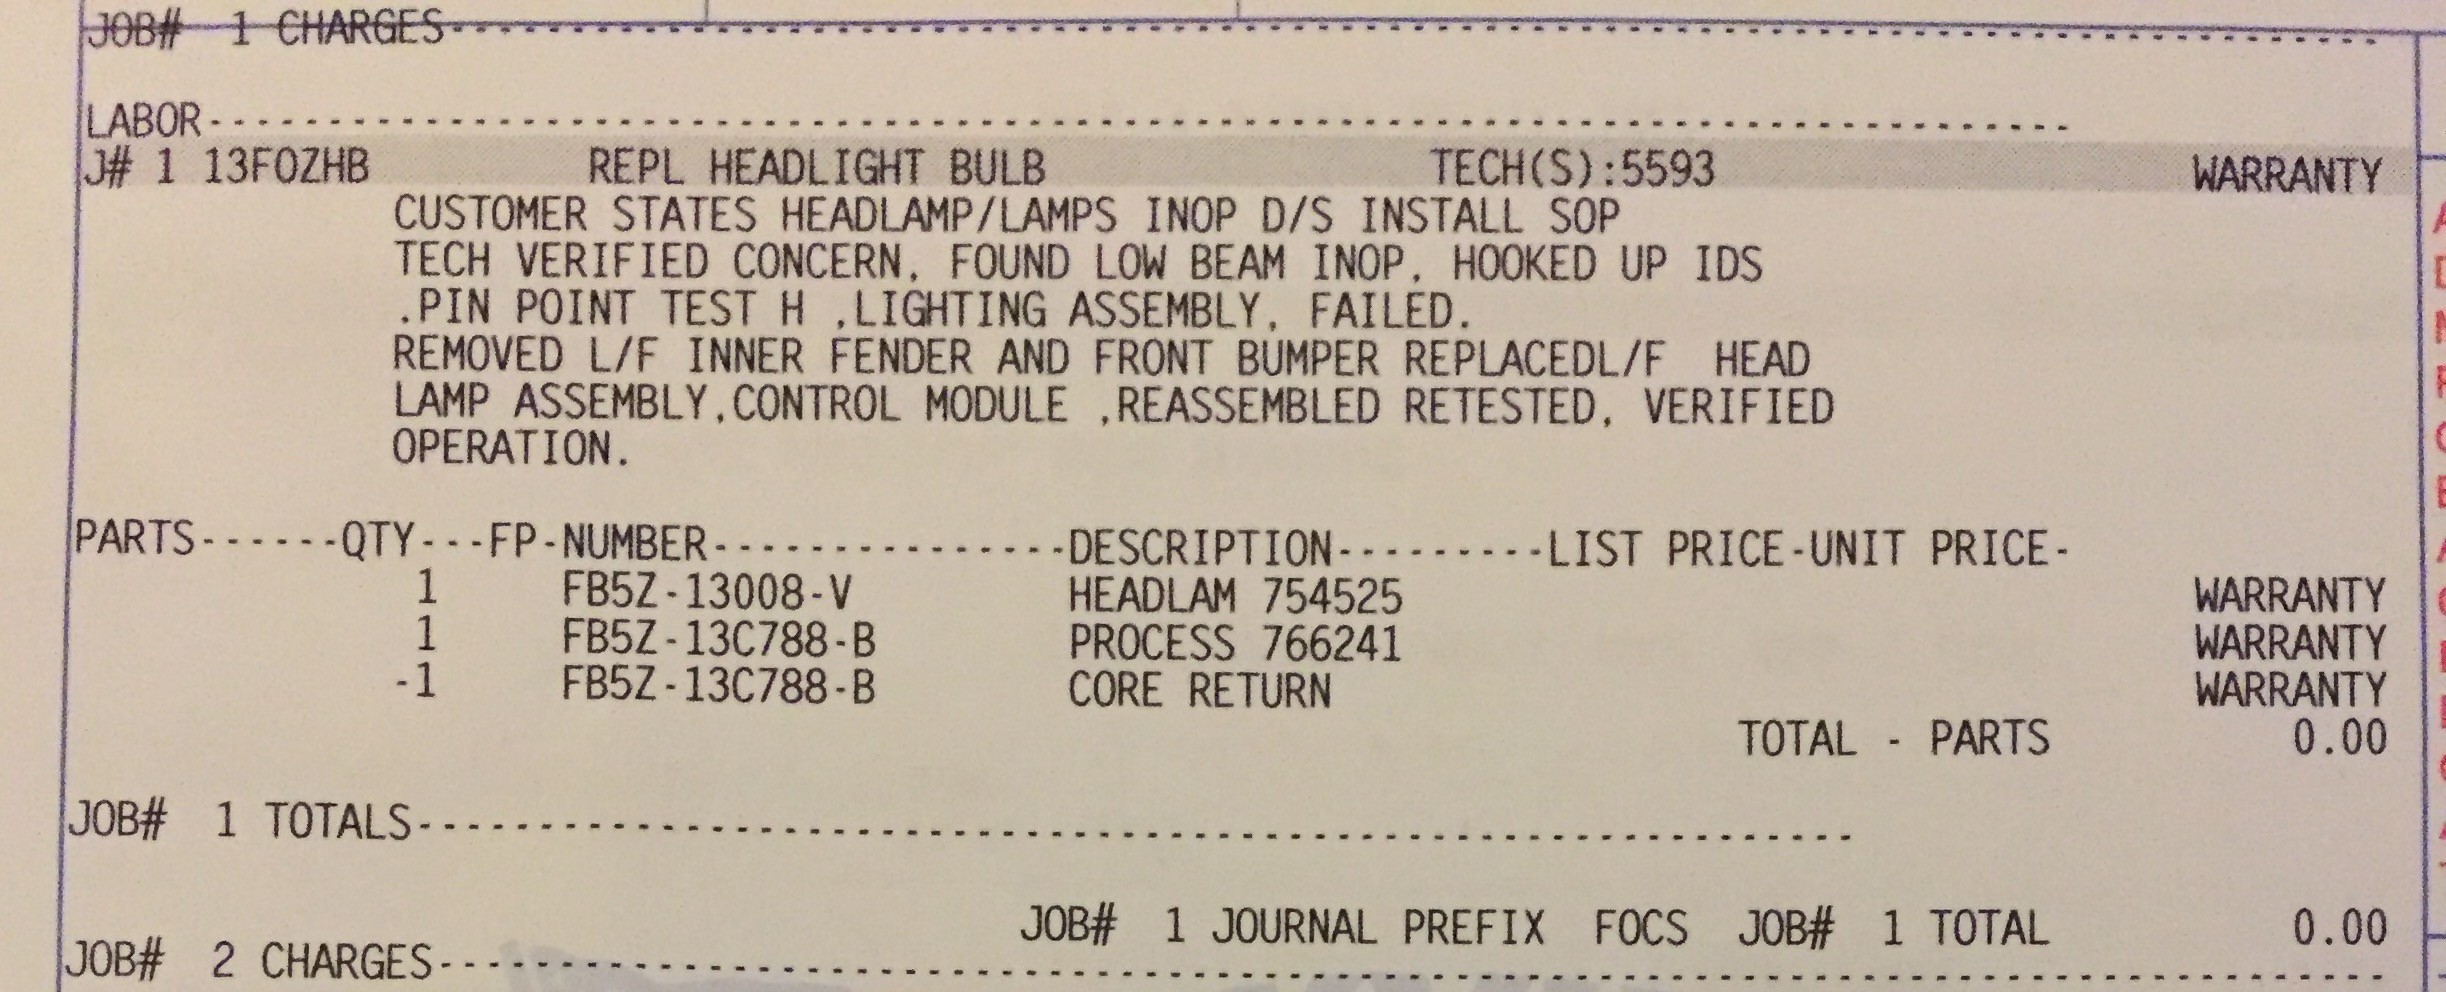 JOB# 1 CHARGES
LABOR
J# 1 13FOZHB REPL HEADLIGHT BULB TECH(S):5593 WARRANTY
CUSTOMER STATES HEADLAMP/LAMPS INOP D/S INSTALL SOP
TECH VERIFIED CONCERN, FOUND LOW BEAM INOP, HOOKED UP IDS
.PIN POINT TEST H ,LIGHTING ASSEMBLY, FAILED.
REMOVED L/F INNER FENDER AND FRONT BUMPER REPLACEDL/F HEAD
LAMP ASSEMBLY,CONTROL MODULE ,REASSEMBLED RETESTED, VERIFIED
OPERATION.
PARTS------QTY---FP-NUMBER---------------DESCRIPTION---------LIST PRICE-UNIT PRICE-
1 FB5Z-13008-V HEADLAM 754525 WARRANTY
1 FB5Z-13C788-B PROCESS 766241 WARRANTY
-1 FB5Z-13C788-B CORE RETURN WARRANTY
TOTAL - PARTS 0.00
JOB# 1 TOTALS
JOB# 1 JOURNAL PREFIX FOCS JOB# 1 TOTAL 0.00
JOB# 2 CHARGES